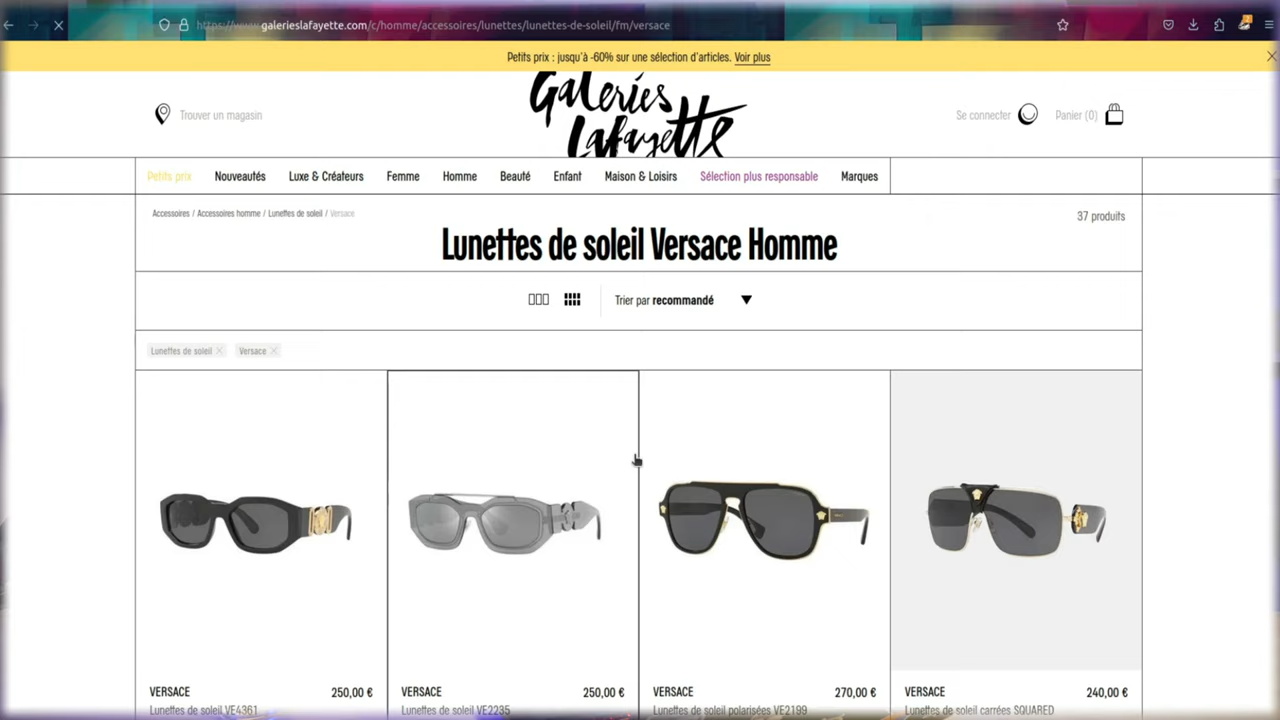 https://www.galerieslafayette.com/c/homme/accessoires/lunettes/lunettes-de-soleil/fm/versace
Petits prix : jusqu'à -60% sur une sélection d'articles. Voir plus
Trouver un magasin
Galeries
Lafayette
Se connecter
Panier (0)
Petits prix
Nouveautés
Luxe & Créateurs
Femme
Homme
Beauté
Enfant
Maison & Loisirs
Sélection plus responsable
Marques
Accessoires / Accessoires homme / Lunettes de soleil / Versace
37 produits
Lunettes de soleil Versace Homme
Trier par recommandé
Lunettes de soleil
Versace
VERSACE 250,00 €
Lunettes de soleil VE4361
VERSACE 250,00 €
Lunettes de soleil VE2235
VERSACE 270,00 €
Lunettes de soleil polarisées VE2199
VERSACE 240,00 €
Lunettes de soleil carrées SQUARED